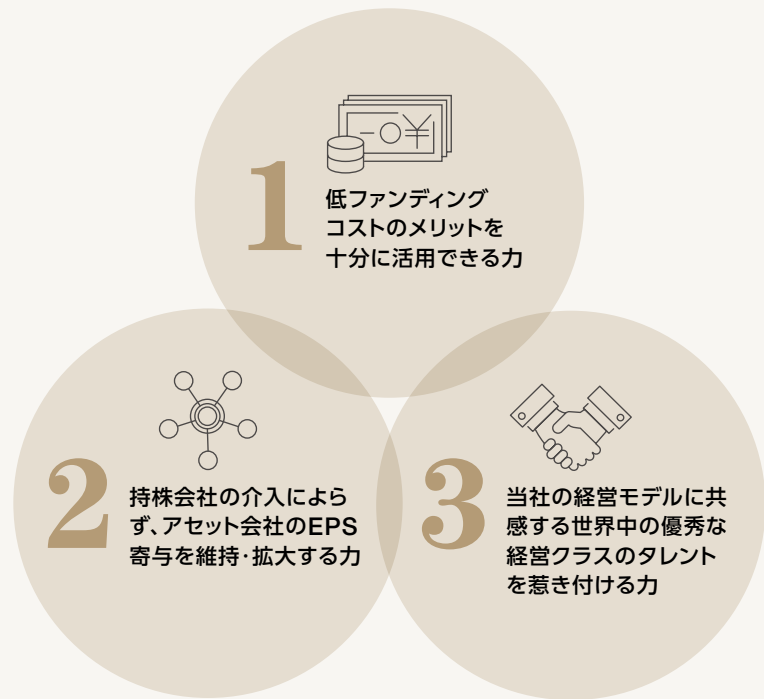 1
低ファンディング
コストのメリットを
十分に活用できる力
2
持株会社の介入によら
ず、アセット会社のEPS
寄与を維持・拡大する力
3
当社の経営モデルに共
感する世界中の優秀な
経営クラスのタレント
を惹き付ける力